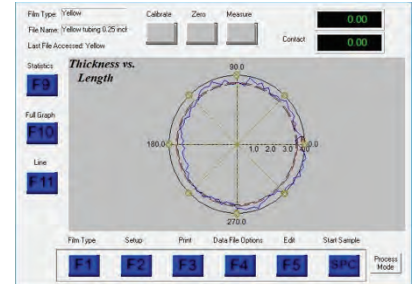 Film Type: Yellow
File Name: Yellow tubing 0.25 incl
Last File Accessed: Yellow
Calibrate Zero Measure
0.00
Contact 0.00
Statistics
F9
Full Graph
F10
Line
F11
Thickness vs.
Length
90.0
180.0
1.0 2.0 3.0 4.0 0.0
270.0
Film Type Setup Print Data File Options Edit Start Sample
F1 F2 F3 F4 F5 SPC
Process
Mode